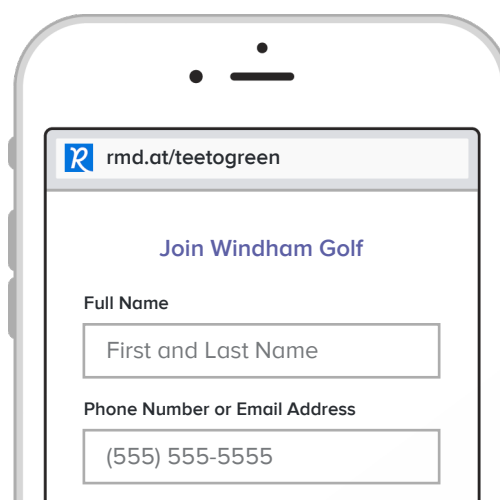 rmd.at/teetogreen
Join Windham Golf
Full Name
First and Last Name
Phone Number or Email Address
(555) 555-5555